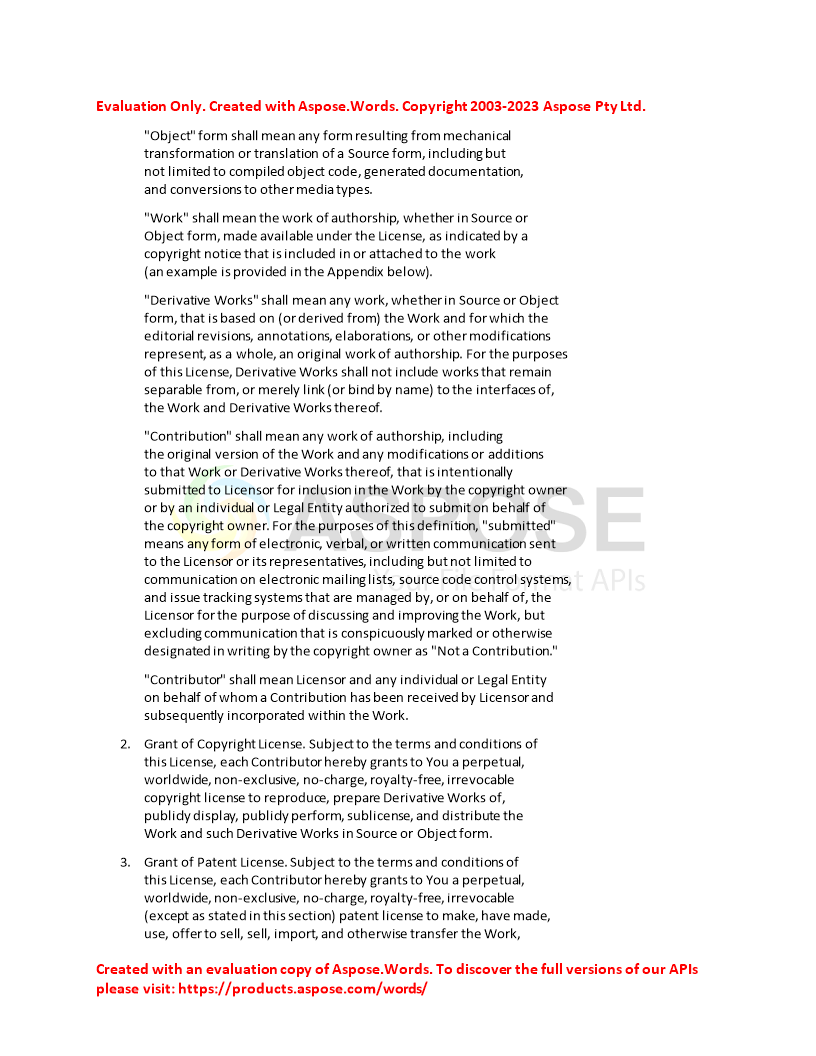 Evaluation Only. Created with Aspose.Words. Copyright 2003-2023 Aspose Pty Ltd.
"Object" form shall mean any form resulting from mechanical
transformation or translation of a Source form, including but
not limited to compiled object code, generated documentation,
and conversions to other media types.
"Work" shall mean the work of authorship, whether in Source or
Object form, made available under the License, as indicated by a
copyright notice that is included in or attached to the work
(an example is provided in the Appendix below).
"Derivative Works" shall mean any work, whether in Source or Object
form, that is based on (or derived from) the Work and for which the
editorial revisions, annotations, elaborations, or other modifications
represent, as a whole, an original work of authorship. For the purposes
of this License, Derivative Works shall not include works that remain
separable from, or merely link (or bind by name) to the interfaces of,
the Work and Derivative Works thereof.
"Contribution" shall mean any work of authorship, including
the original version of the Work and any modifications or additions
to that Work or Derivative Works thereof, that is intentionally
submitted to Licensor for inclusion in the Work by the copyright owner
or by an individual or Legal Entity authorized to submit on behalf of
the copyright owner. For the purposes of this definition, "submitted"
means any form of electronic, verbal, or written communication sent
to the Licensor or its representatives, including but not limited to
communication on electronic mailing lists, source code control systems,
and issue tracking systems that are managed by, or on behalf of, the
Licensor for the purpose of discussing and improving the Work, but
excluding communication that is conspicuously marked or otherwise
designated in writing by the copyright owner as "Not a Contribution."
ASPOSE
Your File Format APIs
"Contributor" shall mean Licensor and any individual or Legal Entity
on behalf of whom a Contribution has been received by Licensor and
subsequently incorporated within the Work.
2. Grant of Copyright License. Subject to the terms and conditions of
this License, each Contributor hereby grants to You a perpetual,
worldwide, non-exclusive, no-charge, royalty-free, irrevocable
copyright license to reproduce, prepare Derivative Works of,
publicly display, publicly perform, sublicense, and distribute the
Work and such Derivative Works in Source or Object form.
3. Grant of Patent License. Subject to the terms and conditions of
this License, each Contributor hereby grants to You a perpetual,
worldwide, non-exclusive, no-charge, royalty-free, irrevocable
(except as stated in this section) patent license to make, have made,
use, offer to sell, sell, import, and otherwise transfer the Work,
Created with an evaluation copy of Aspose.Words. To discover the full versions of our APIs
please visit: https://products.aspose.com/words/